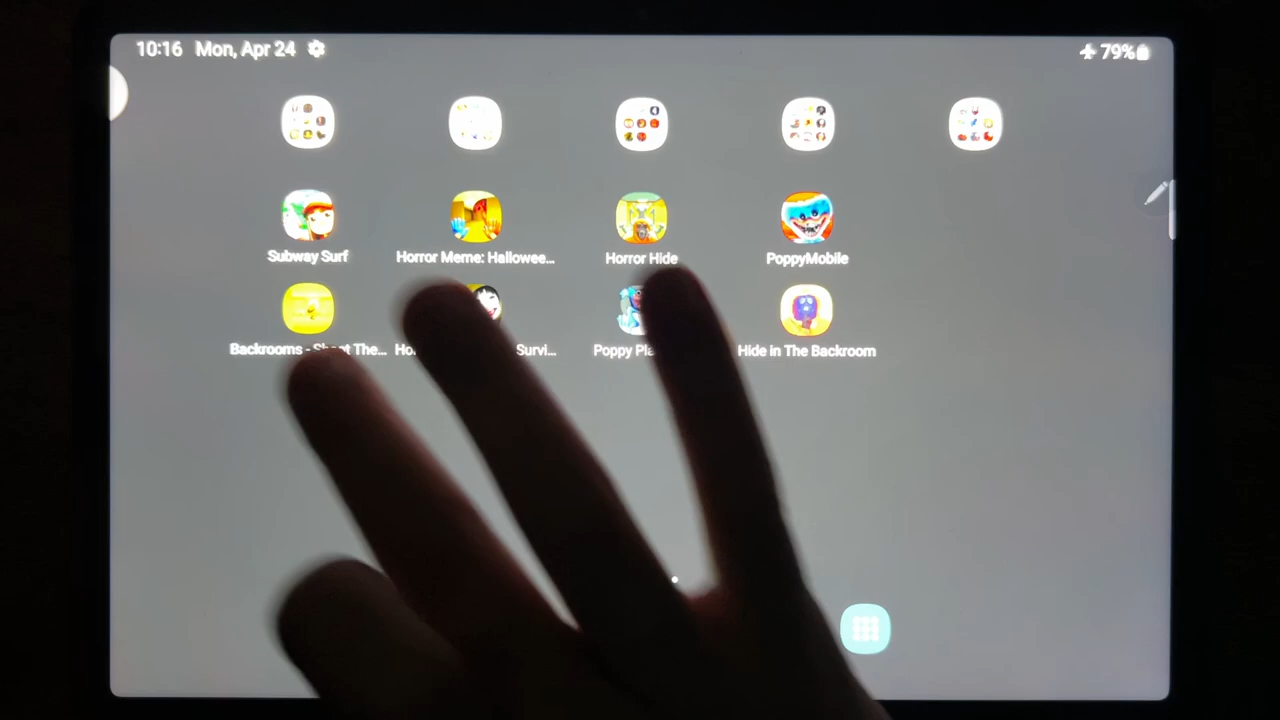 10:16 Mon, Apr 24 79%
Subway Surf Horror Meme: Hallowee... Horror Hide PoppyMobile
Backrooms - Shoot The... Survi... Poppy Hide in The Backroom